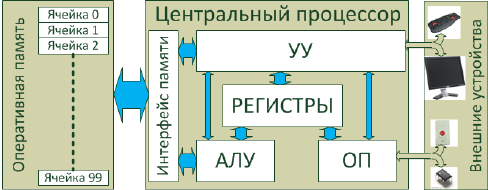 Оперативная память
Ячейка 0
Ячейка 1
Ячейка 2
Ячейка 99
Центральный процессор
Интерфейс памяти
УУ
РЕГИСТРЫ
АЛУ
ОП
Внешние устройства